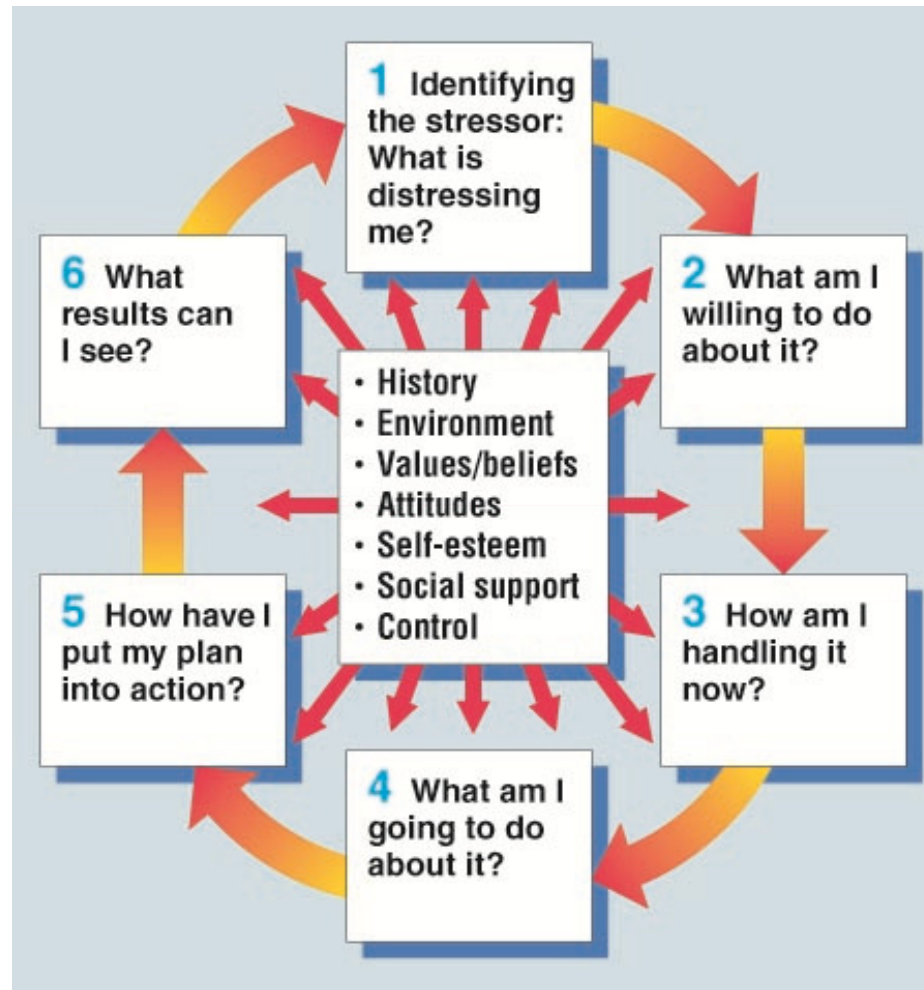 1 Identifying
the stressor:
What is
distressing
me?
2 What am I
willing to do
about it?
3 How am I
handling it
now?
4 What am I
going to do
about it?
5 How have I
put my plan
into action?
6 What
results can
I see?
• History
• Environment
• Values/beliefs
• Attitudes
• Self-esteem
• Social support
• Control